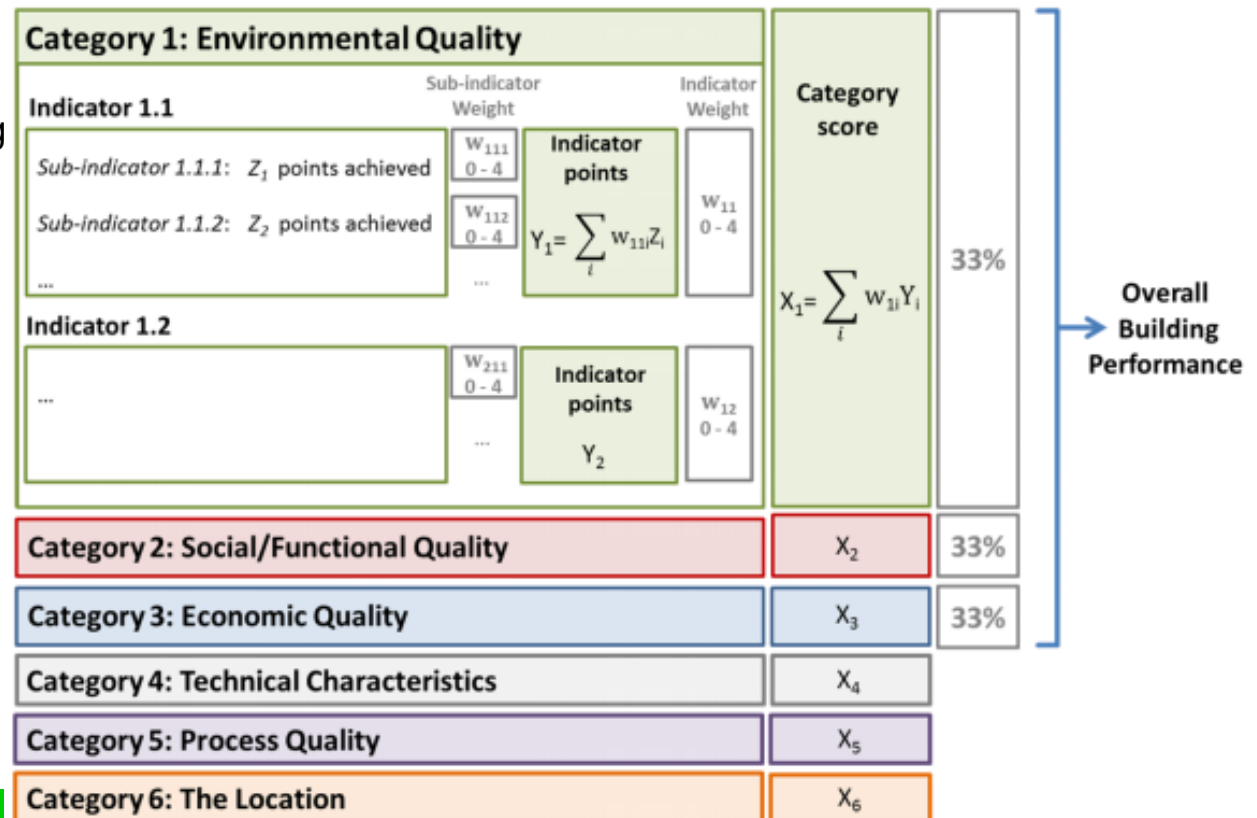 Category 1: Environmental Quality
Sub-indicator Weight
Indicator Weight
Indicator 1.1
g
Sub-indicator 1.1.1: Z₁ points achieved
w₁₁₁
0 - 4
Sub-indicator 1.1.2: Z₂ points achieved
w₁₁₂
0 - 4
...
...
Indicator points
Y₁= ∑ᵢ w₁₁ᵢZᵢ
w₁₁
0 - 4
Indicator 1.2
...
w₂₁₁
0 - 4
...
Indicator points
Y₂
w₁₂
0 - 4
Category score
X₁= ∑ᵢ w₁ᵢYᵢ
33%
Category 2: Social/Functional Quality
X₂
33%
Category 3: Economic Quality
X₃
33%
Overall
Building
Performance
Category 4: Technical Characteristics
X₄
Category 5: Process Quality
X₅
Category 6: The Location
X₆